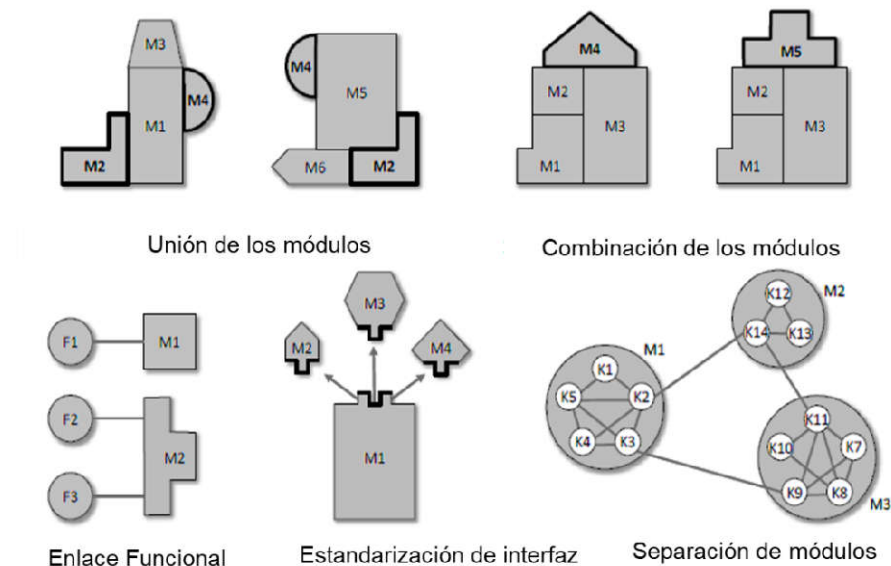 M3
M4
M1
M2
M4
M5
M6
M2
M4
M2
M3
M1
M5
M2
M3
M1
Unión de los módulos
Combinación de los módulos
F1
M1
F2
M2
F3
M3
M2
M4
M1
M1
K1
K5
K2
K4
K3
M2
K12
K14
K13
K11
K10
K7
K9
K8
M3
Enlace Funcional
Estandarización de interfaz
Separación de módulos